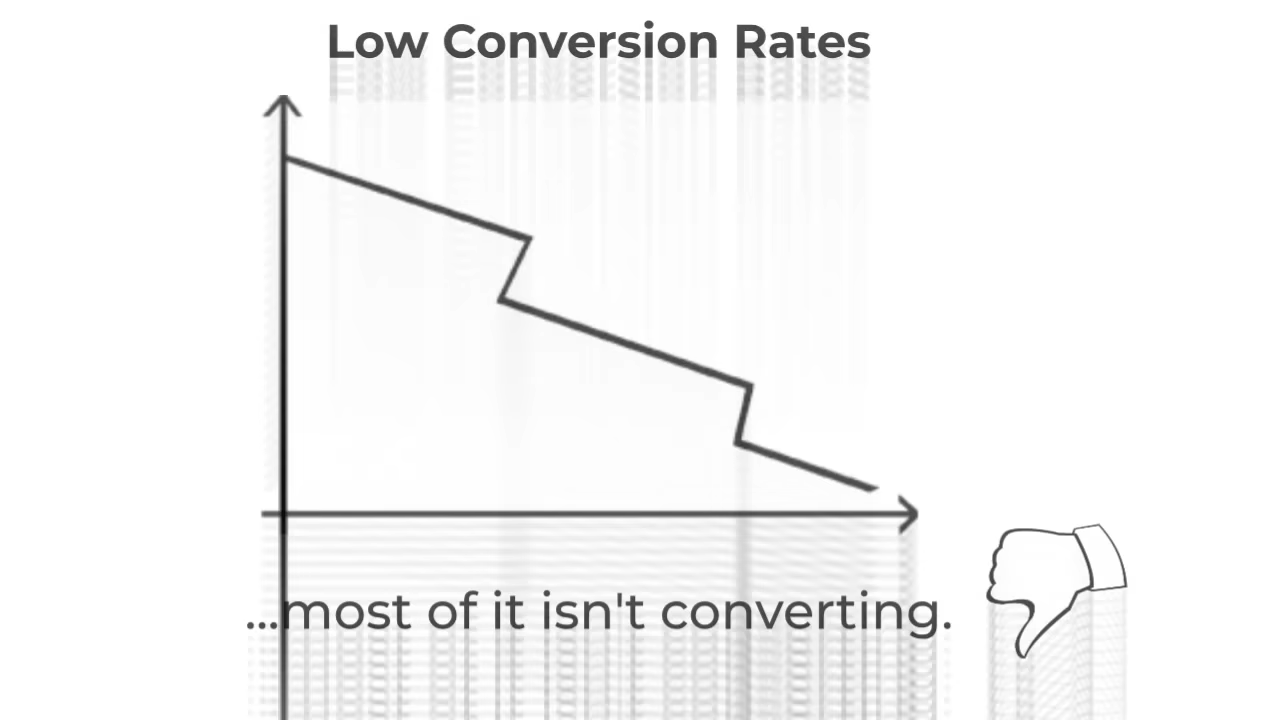 Low Conversion Rates
...most of it isn't converting.